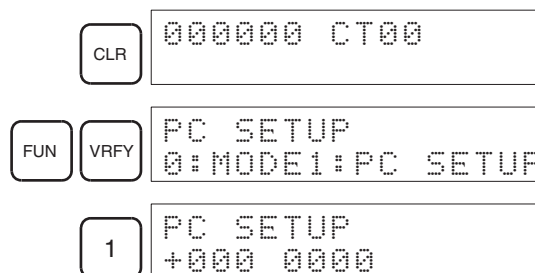 CLR
000000 CT00
FUN VRFY
PC SETUP
0:MODE1:PC SETUP
1
PC SETUP
+000 0000